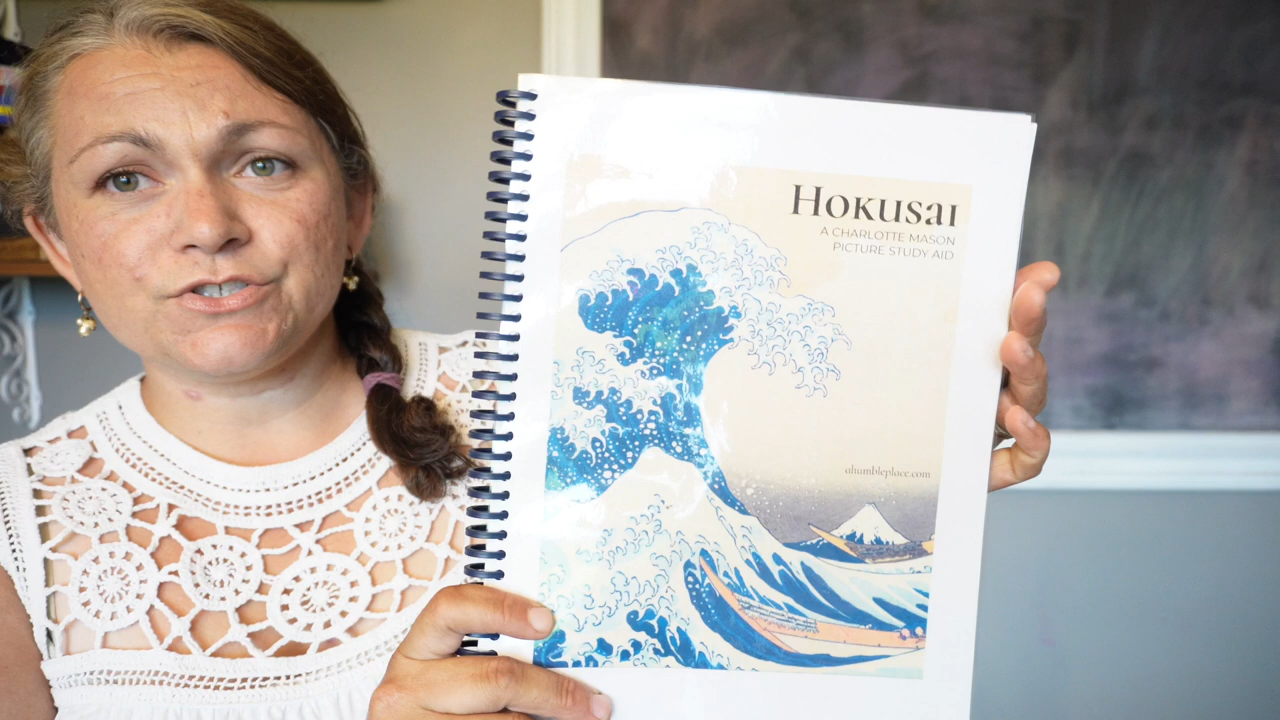 Hokusai
A CHARLOTTE MASON
PICTURE STUDY AID
ahumbleplace.com